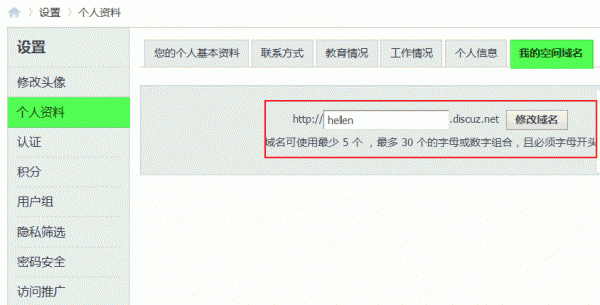 〉设置 〉个人资料
设置
修改头像
个人资料
认证
积分
用户组
隐私筛选
密码安全
访问推广
您的个人基本资料 联系方式 教育情况 工作情况 个人信息 我的空间域名
http:// hellen .discuz.net 修改域名
域名可使用最少 5 个 ，最多 30 个的字母或数字组合，且必须字母开头